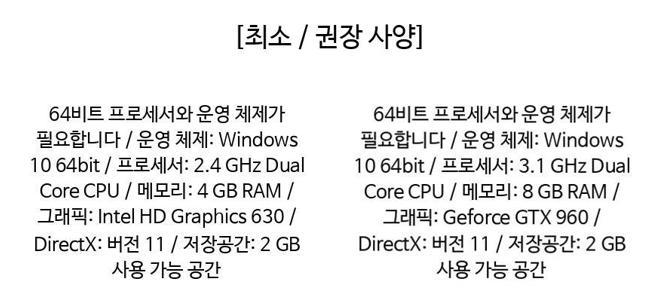 [최소 / 권장 사양]
64비트 프로세서와 운영 체제가
필요합니다 / 운영 체제: Windows
10 64bit / 프로세서: 2.4 GHz Dual
Core CPU / 메모리: 4 GB RAM /
그래픽: Intel HD Graphics 630 /
DirectX: 버전 11 / 저장공간: 2 GB
사용 가능 공간
64비트 프로세서와 운영 체제가
필요합니다 / 운영 체제: Windows
10 64bit / 프로세서: 3.1 GHz Dual
Core CPU / 메모리: 8 GB RAM /
그래픽: Geforce GTX 960 /
DirectX: 버전 11 / 저장공간: 2 GB
사용 가능 공간